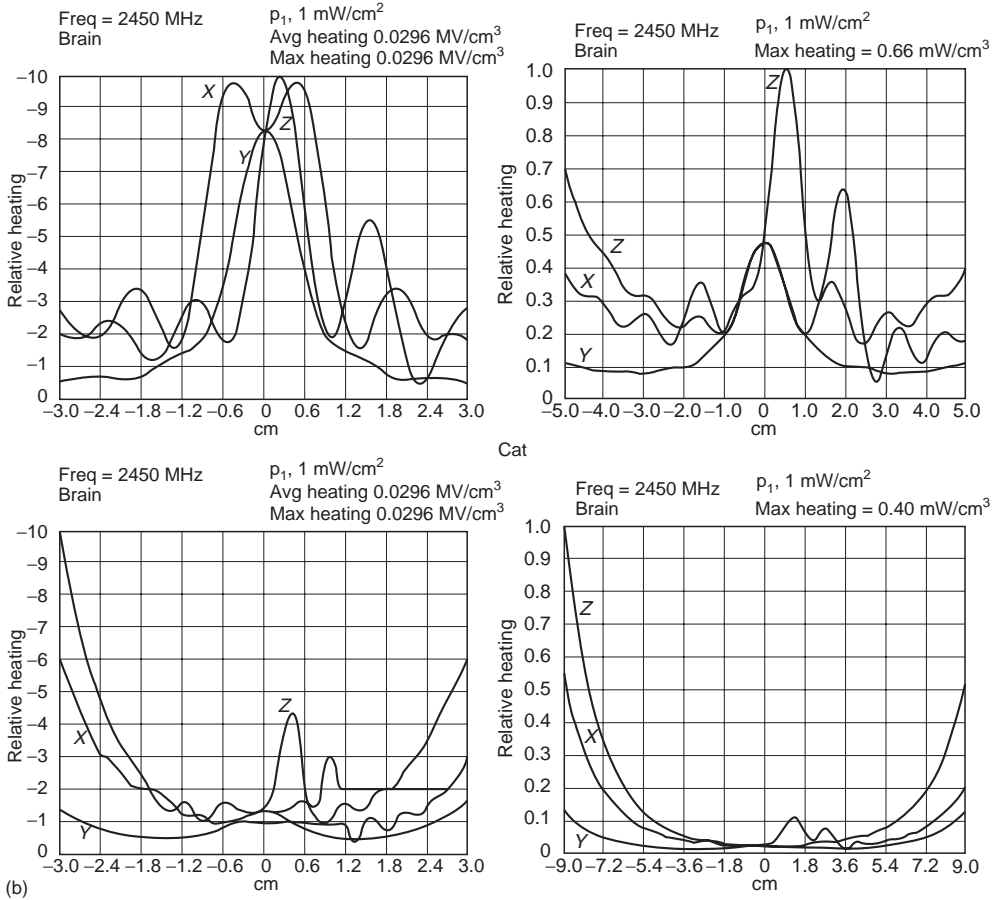 Freq = 2450 MHz
Brain
p₁, 1 mW/cm²
Avg heating 0.0296 MV/cm³
Max heating 0.0296 MV/cm³
Relative heating
–10
–9
–8
–7
–6
–5
–4
–3
–2
–1
0
X
Y
Z
–3.0 –2.4 –1.8 –1.2 –0.6 0 0.6 1.2 1.8 2.4 3.0
cm
Freq = 2450 MHz
Brain
p₁, 1 mW/cm²
Max heating = 0.66 mW/cm³
Relative heating
1.0
0.9
0.8
0.7
0.6
0.5
0.4
0.3
0.2
0.1
0
Z
Z
X
Y
–5.0 –4.0 –3.0 –2.0 –1.0 0 1.0 2.0 3.0 4.0 5.0
cm
Cat
Freq = 2450 MHz
Brain
p₁, 1 mW/cm²
Avg heating 0.0296 MV/cm³
Max heating 0.0296 MV/cm³
Relative heating
–10
–9
–8
–7
–6
–5
–4
–3
–2
–1
0
X
Y
Z
–3.0 –2.4 –1.8 –1.2 –0.6 0 0.6 1.2 1.8 2.4 3.0
cm
Freq = 2450 MHz
Brain
p₁, 1 mW/cm²
Max heating = 0.40 mW/cm³
Relative heating
1.0
0.9
0.8
0.7
0.6
0.5
0.4
0.3
0.2
0.1
0
Z
X
Y
–9.0 –7.2 –5.4 –3.6 –1.8 0 1.8 3.6 5.4 7.2 9.0
cm
(b)